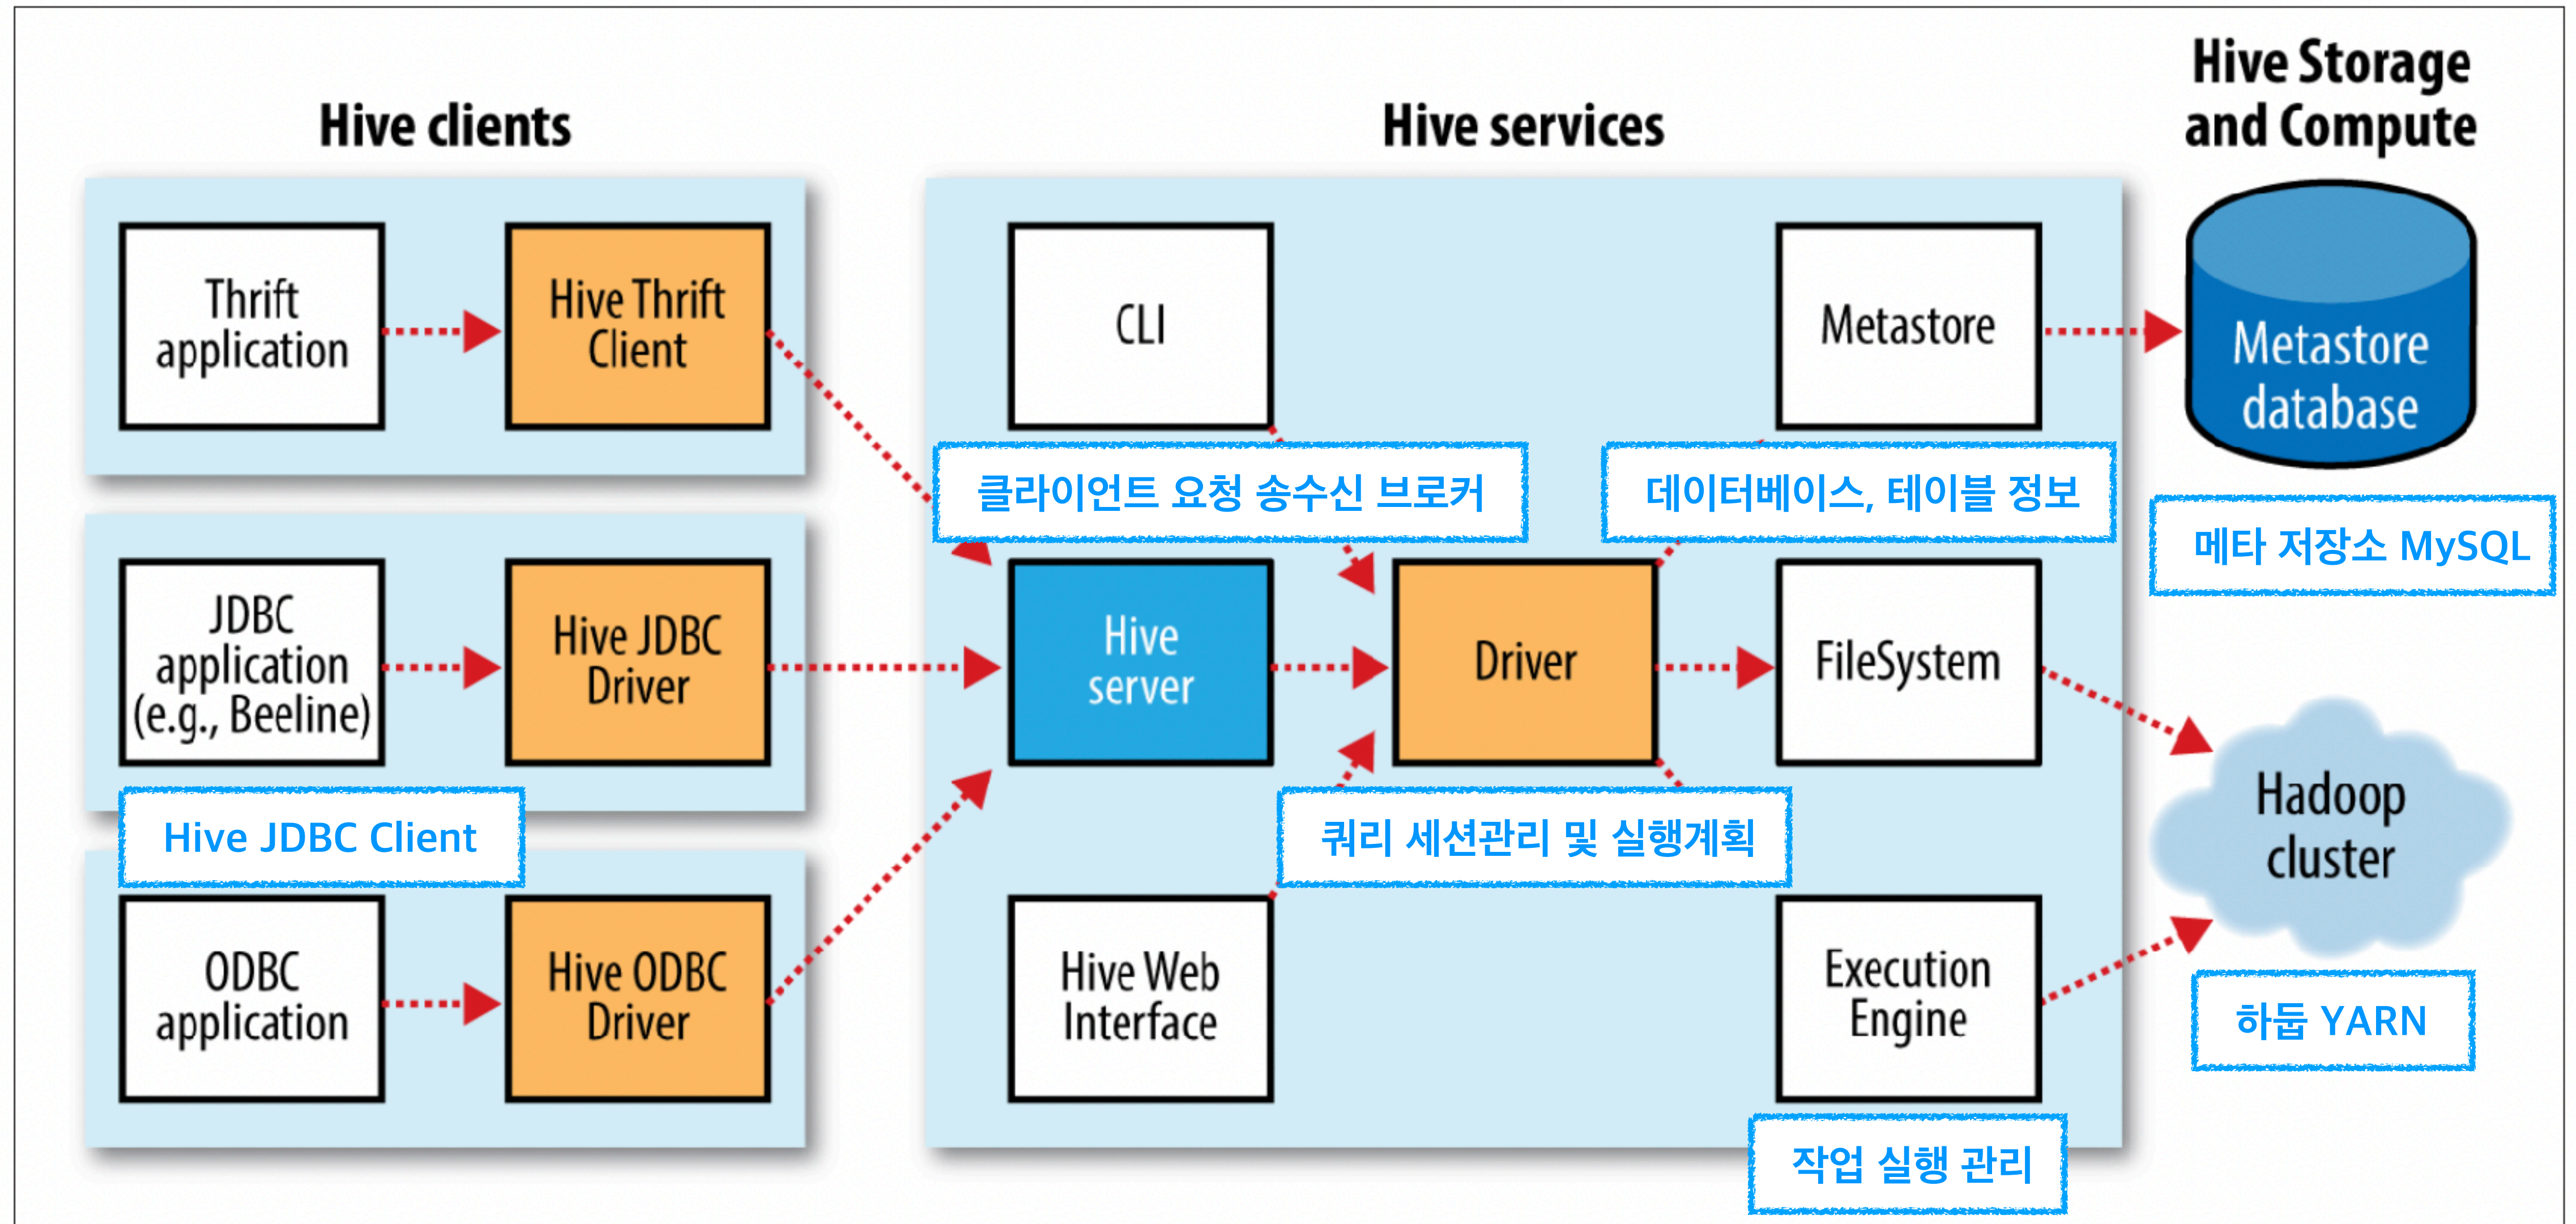 Hive clients
Hive services
Hive Storage
and Compute
Thrift
application
Hive Thrift
Client
CLI
Metastore
Metastore
database
클라이언트 요청 송수신 브로커
데이터베이스, 테이블 정보
메타 저장소 MySQL
JDBC
application
(e.g., Beeline)
Hive JDBC
Driver
Hive
server
Driver
FileSystem
Hive JDBC Client
쿼리 세션관리 및 실행계획
Hadoop
cluster
ODBC
application
Hive ODBC
Driver
Hive Web
Interface
Execution
Engine
하둡 YARN
작업 실행 관리